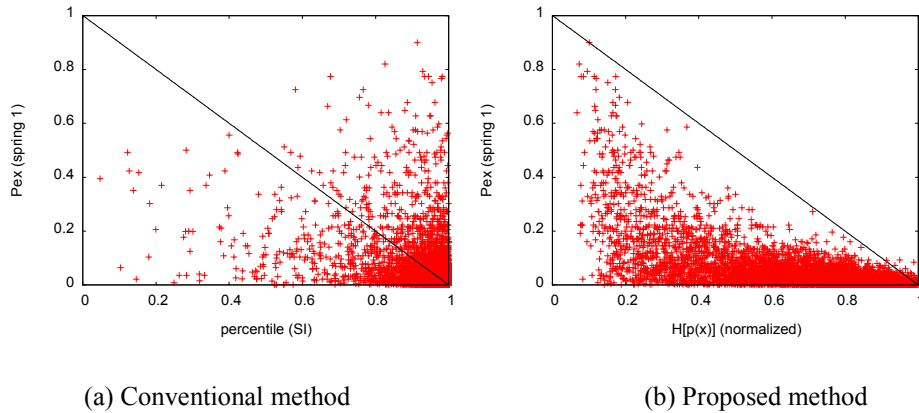 1
0.8
0.6
0.4
0.2
0
0 0.2 0.4 0.6 0.8 1
Pex (spring 1)
percentile (SI)
(a) Conventional method
1
0.8
0.6
0.4
0.2
0
0 0.2 0.4 0.6 0.8 1
Pex (spring 1)
H[p(x)] (normalized)
(b) Proposed method